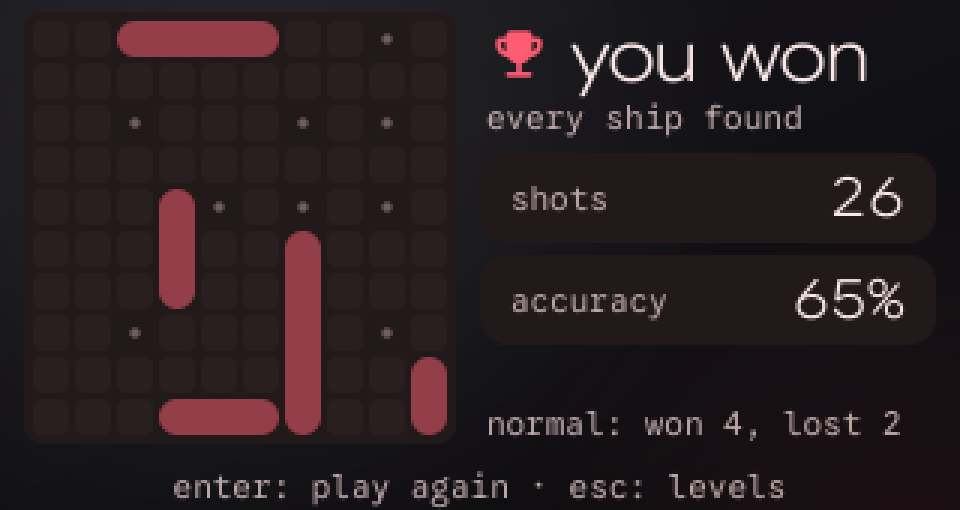 you won
every ship found
shots 26
accuracy 65%
normal: won 4, lost 2
enter: play again · esc: levels